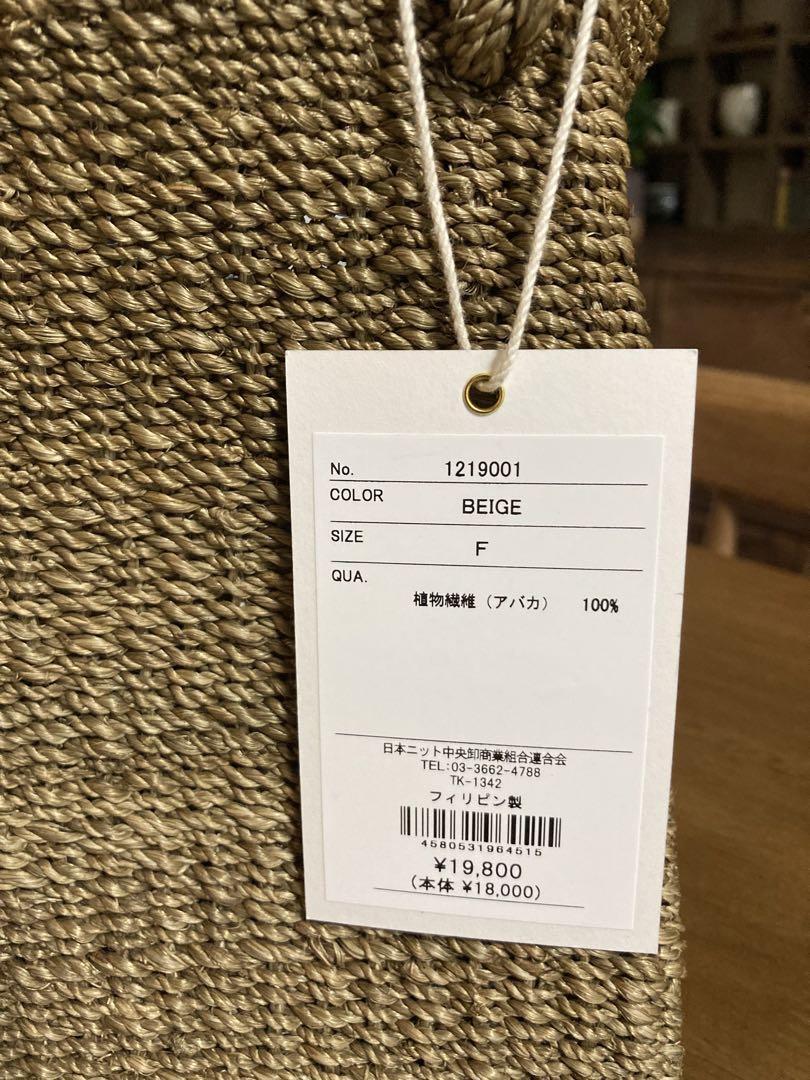 No. 1219001
COLOR BEIGE
SIZE F
QUA.
植物繊維（アバカ） 100%
日本ニット中央卸商業組合連合会
TEL:03-3662-4788
TK-1342
フィリピン製
4580531964515
¥19,800
(本体 ¥18,000)